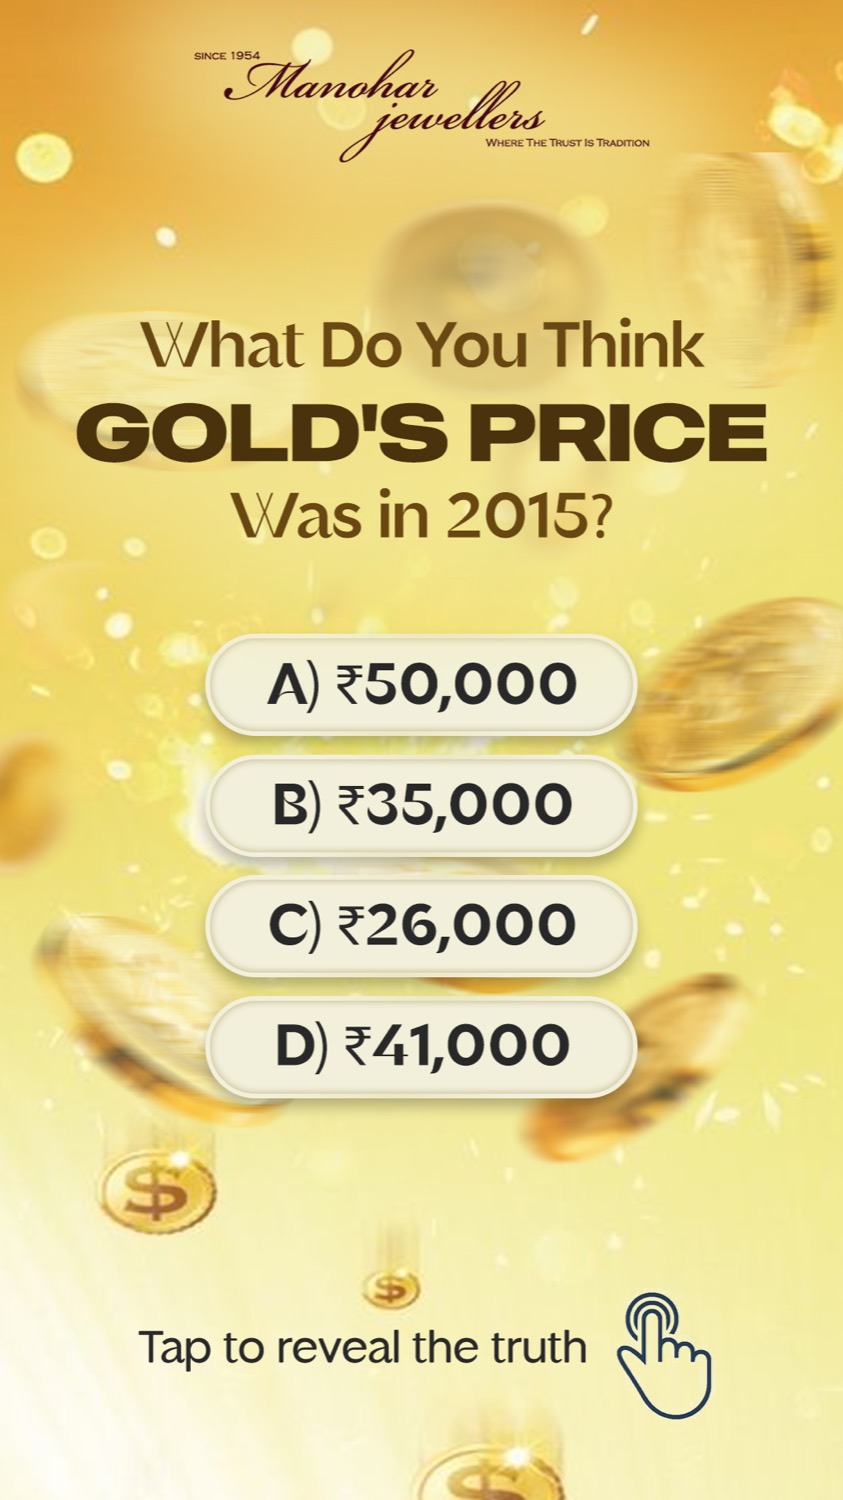 SINCE 1954
Manohar
jewellers
WHERE THE TRUST IS TRADITION
What Do You Think
GOLD'S PRICE
Was in 2015?
A) ₹50,000
B) ₹35,000
C) ₹26,000
D) ₹41,000
$
$
Tap to reveal the truth
$